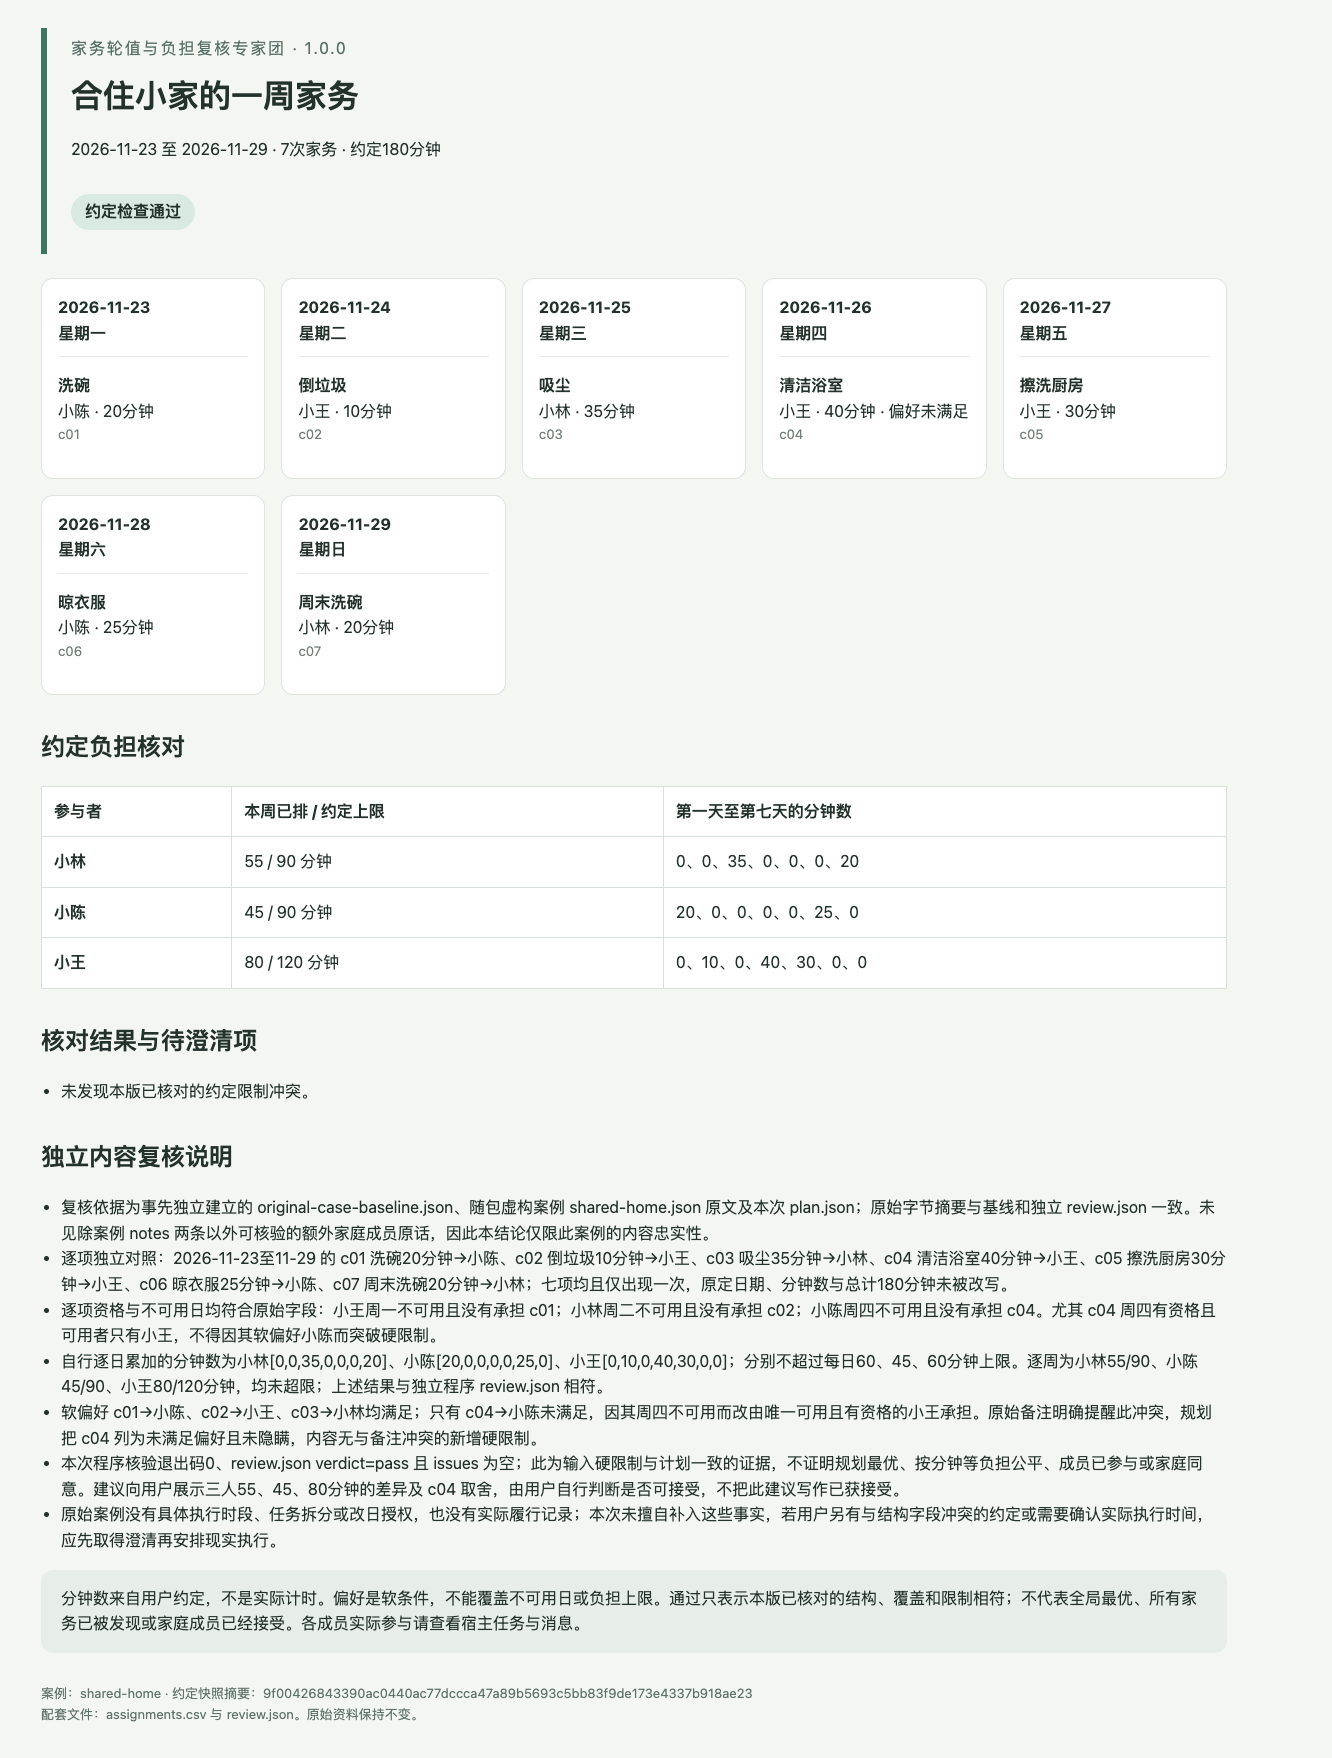 家务轮值与负担复核专家团 · 1.0.0
合住小家的一周家务
2026-11-23 至 2026-11-29 · 7次家务 · 约定180分钟
约定检查通过
2026-11-23
星期一
洗碗
小陈 · 20分钟
c01
2026-11-24
星期二
倒垃圾
小王 · 10分钟
c02
2026-11-25
星期三
吸尘
小林 · 35分钟
c03
2026-11-26
星期四
清洁浴室
小王 · 40分钟 · 偏好未满足
c04
2026-11-27
星期五
擦洗厨房
小王 · 30分钟
c05
2026-11-28
星期六
晾衣服
小陈 · 25分钟
c06
2026-11-29
星期日
周末洗碗
小林 · 20分钟
c07
约定负担核对
参与者 本周已排 / 约定上限 第一天至第七天的分钟数
小林 55 / 90 分钟 0、0、35、0、0、0、20
小陈 45 / 90 分钟 20、0、0、0、0、25、0
小王 80 / 120 分钟 0、10、0、40、30、0、0
核对结果与待澄清项
• 未发现本版已核对的约定限制冲突。
独立内容复核说明
• 复核依据为事先独立建立的 original-case-baseline.json、随包虚构案例 shared-home.json 原文及本次 plan.json；原始字节摘要与基线和独立 review.json 一致。未
见除案例 notes 两条以外可核验的额外家庭成员原话，因此本结论仅限此案例的内容忠实性。
• 逐项独立对照：2026-11-23至11-29 的 c01 洗碗20分钟→小陈、c02 倒垃圾10分钟→小王、c03 吸尘35分钟→小林、c04 清洁浴室40分钟→小王、c05 擦洗厨房30分
钟→小王、c06 晾衣服25分钟→小陈、c07 周末洗碗20分钟→小林；七项均且仅出现一次，原定日期、分钟数与总计180分钟未被改写。
• 逐项资格与不可用日均符合原始字段：小王周一不可用且没有承担 c01；小林周二不可用且没有承担 c02；小陈周四不可用且没有承担 c04。尤其 c04 周四有资格且
可用者只有小王，不得因其软偏好小陈而突破硬限制。
• 自行逐日累加的分钟数为小林[0,0,35,0,0,0,20]、小陈[20,0,0,0,0,25,0]、小王[0,10,0,40,30,0,0]；分别不超过每日60、45、60分钟上限。逐周为小林55/90、小陈
45/90、小王80/120分钟，均未超限；上述结果与独立程序 review.json 相符。
• 软偏好 c01→小陈、c02→小王、c03→小林均满足；只有 c04→小陈未满足，因其周四不可用而改由唯一可用且有资格的小王承担。原始备注明确提醒此冲突，规划
把 c04 列为未满足偏好且未隐瞒，内容无与备注冲突的新增硬限制。
• 本次程序核验退出码0、review.json verdict=pass 且 issues 为空；此为输入硬限制与计划一致的证据，不证明规划最优、按分钟等负担公平、成员已参与或家庭同
意。建议向用户展示三人55、45、80分钟的差异及 c04 取舍，由用户自行判断是否可接受，不把此建议写作已获接受。
• 原始案例没有具体执行时段、任务拆分或改日授权，也没有实际履行记录；本次未擅自补入这些事实，若用户另有与结构字段冲突的约定或需要确认实际执行时间，
应先取得澄清再安排现实执行。
分钟数来自用户约定，不是实际计时。偏好是软条件，不能覆盖不可用日或负担上限。通过只表示本版已核对的结构、覆盖和限制相符；不代表全局最优、所有家
务已被发现或家庭成员已经接受。各成员实际参与请查看宿主任务与消息。
案例：shared-home · 约定快照摘要：9f00426843390ac0440ac77dccca47a89b5693c5bb83f9de173e4337b918ae23
配套文件：assignments.csv 与 review.json。原始资料保持不变。